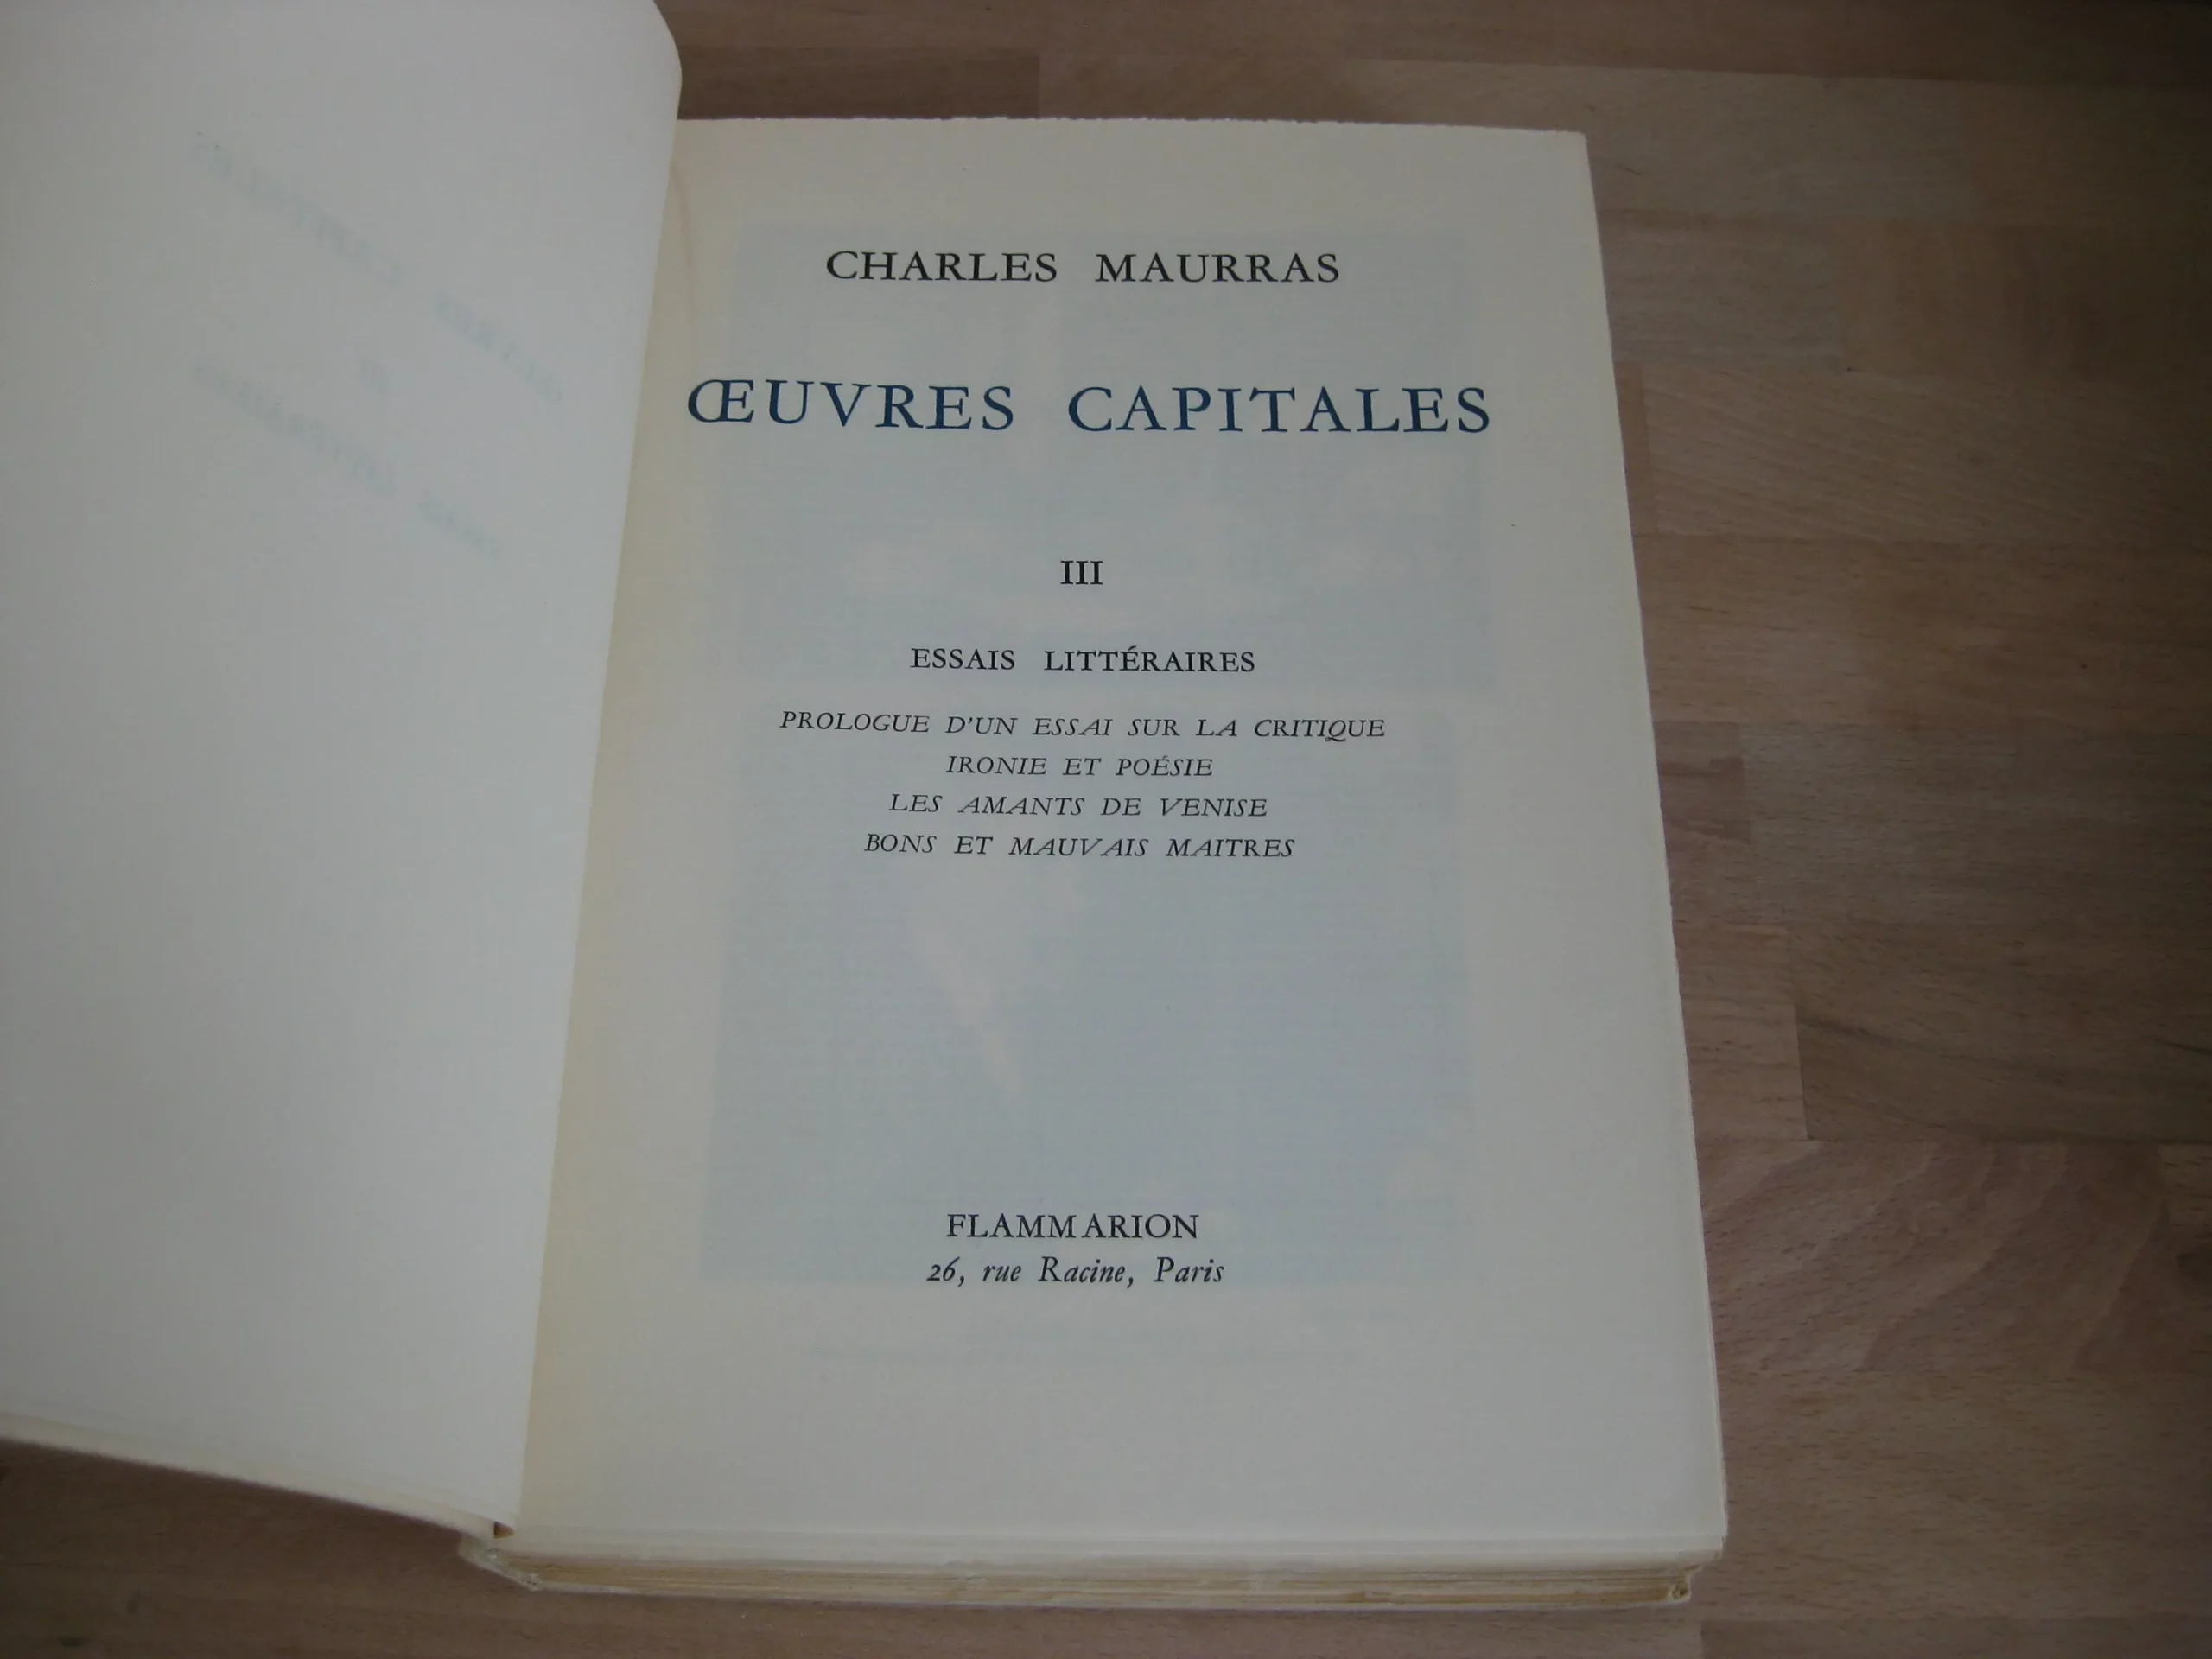 CHARLES MAURRAS
ŒUVRES CAPITALES
III
ESSAIS LITTÉRAIRES
PROLOGUE D'UN ESSAI SUR LA CRITIQUE
IRONIE ET POÉSIE
LES AMANTS DE VENISE
BONS ET MAUVAIS MAITRES
FLAMMARION
26, rue Racine, Paris